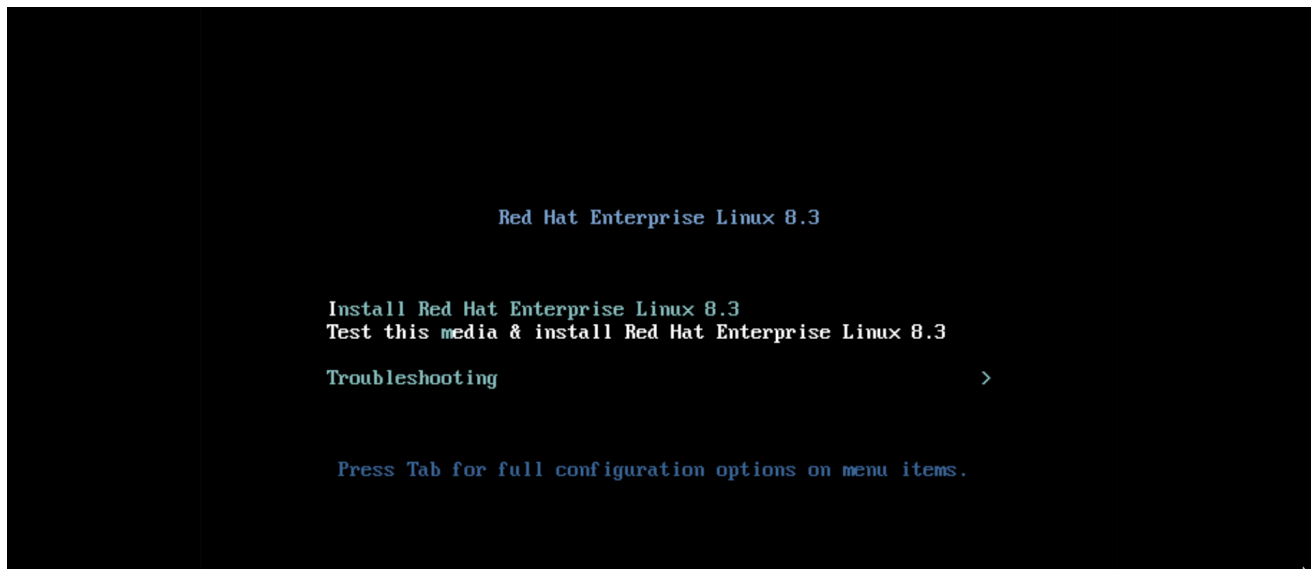 Red Hat Enterprise Linux 8.3
Install Red Hat Enterprise Linux 8.3
Test this media & install Red Hat Enterprise Linux 8.3
Troubleshooting >
Press Tab for full configuration options on menu items.